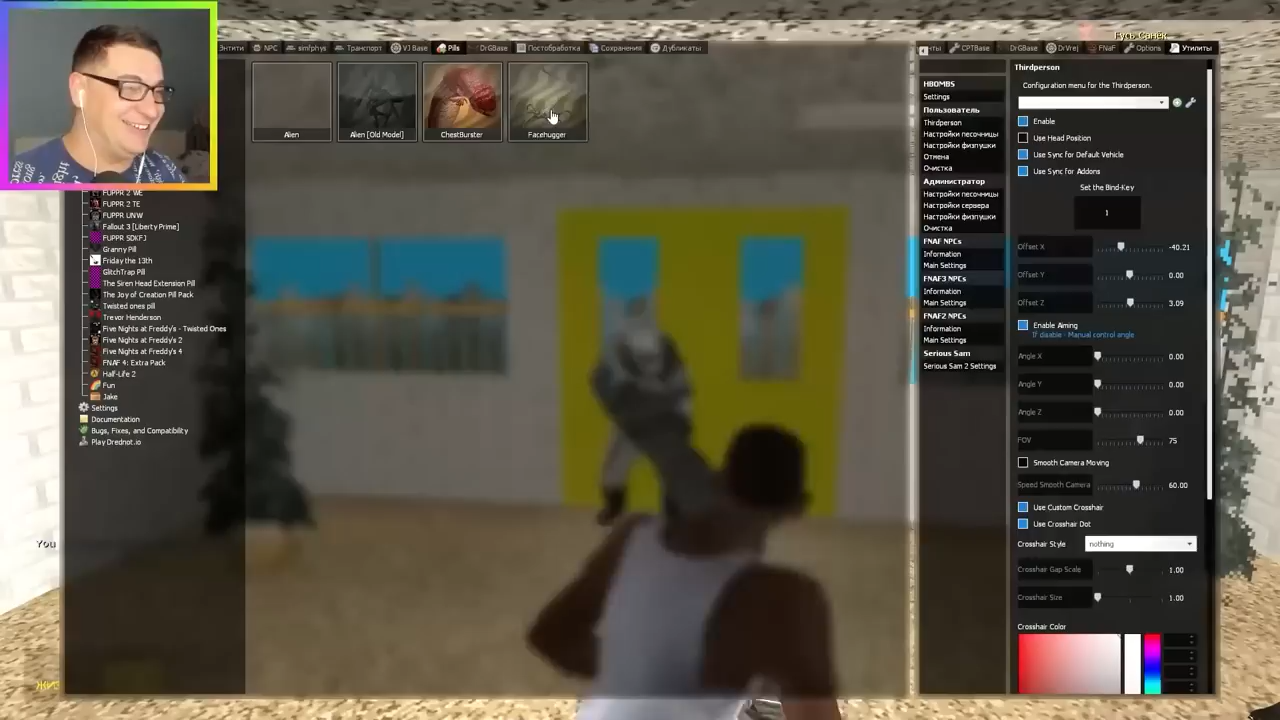 Гусь Санёк
нтити NPC simfphys Транспорт VJ Base Pills DrGBase Постобработка Сохранения Дубликаты
нты CPTBase DrGBase DrVrej FNaF Options Утилиты
Alien
Alien [Old Model]
ChestBurster
Facehugger
FUPPR 2 WE
FUPPR 2 TE
FUPPR UNW
Fallout 3 [Liberty Prime]
FUPPR SDKFJ
Granny Pill
Friday the 13th
GlitchTrap Pill
The Siren Head Extension Pill
The Joy of Creation Pill Pack
Twisted ones pill
Trevor Henderson
Five Nights at Freddy's - Twisted Ones
Five Nights at Freddy's 2
Five Nights at Freddy's 4
FNAF 4: Extra Pack
Half-Life 2
Fun
Jake
Settings
Documentation
Bugs, Fixes, and Compatibility
Play Drednot.io
You
HBOMBS
Settings
Пользователь
Thirdperson
Настройки песочницы
Настройки физпушки
Отмена
Очистка
Администратор
Настройки песочницы
Настройки сервера
Настройки физпушки
Очистка
FNAF NPCs
Information
Main Settings
FNAF3 NPCs
Information
Main Settings
FNAF2 NPCs
Information
Main Settings
Serious Sam
Serious Sam 2 Settings
Thirdperson
Configuration menu for the Thirdperson.
Enable
Use Head Position
Use Sync for Default Vehicle
Use Sync for Addons
Set the Bind-Key
1
Offset X -40.21
Offset Y 0.00
Offset Z 3.09
Enable Aiming
If disable - Manual control angle
Angle X 0.00
Angle Y 0.00
Angle Z 0.00
FOV 75
Smooth Camera Moving
Speed Smooth Camera 60.00
Use Custom Crosshair
Use Crosshair Dot
Crosshair Style nothing
Crosshair Gap Scale 1.00
Crosshair Size 1.00
Crosshair Color